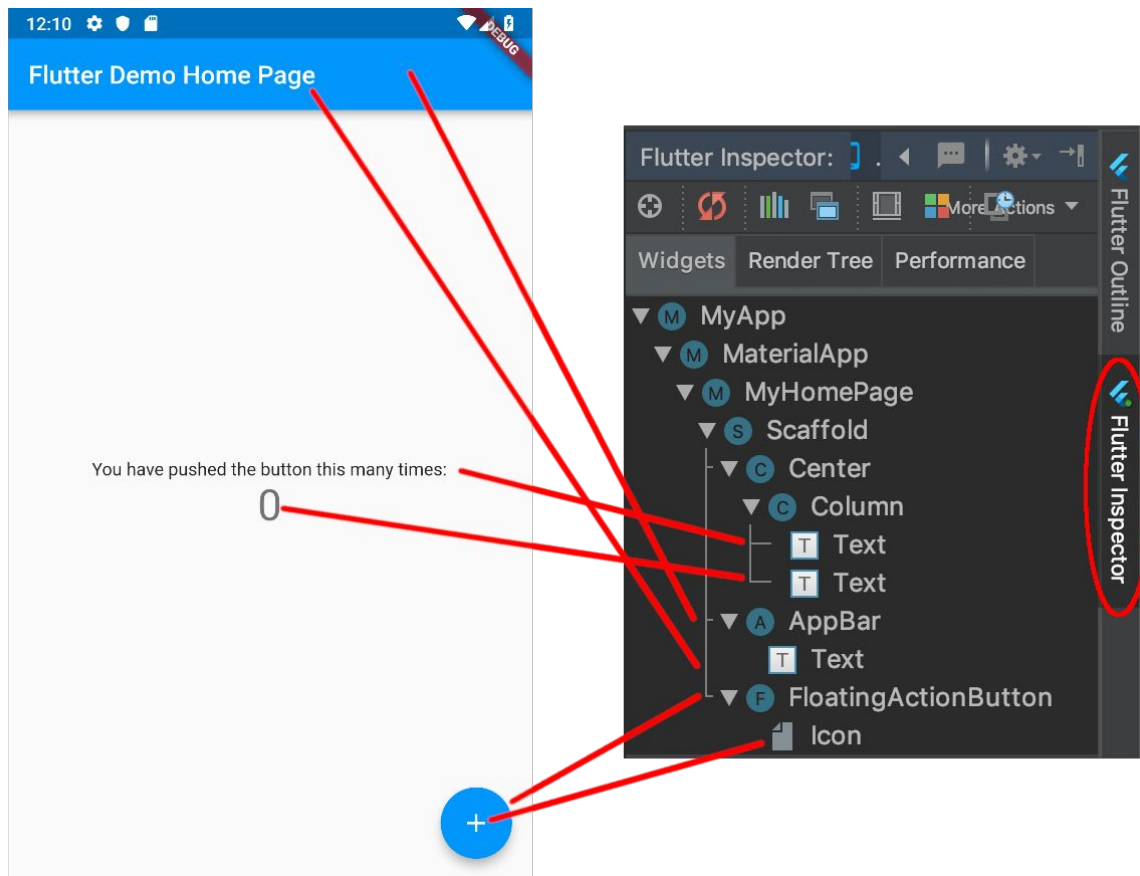 12:10
DEBUG
Flutter Demo Home Page
You have pushed the button this many times:
0
+
Flutter Inspector:
More Actions
Widgets Render Tree Performance
M MyApp
M MaterialApp
M MyHomePage
S Scaffold
C Center
C Column
T Text
T Text
A AppBar
T Text
F FloatingActionButton
Icon
Flutter Outline
Flutter Inspector